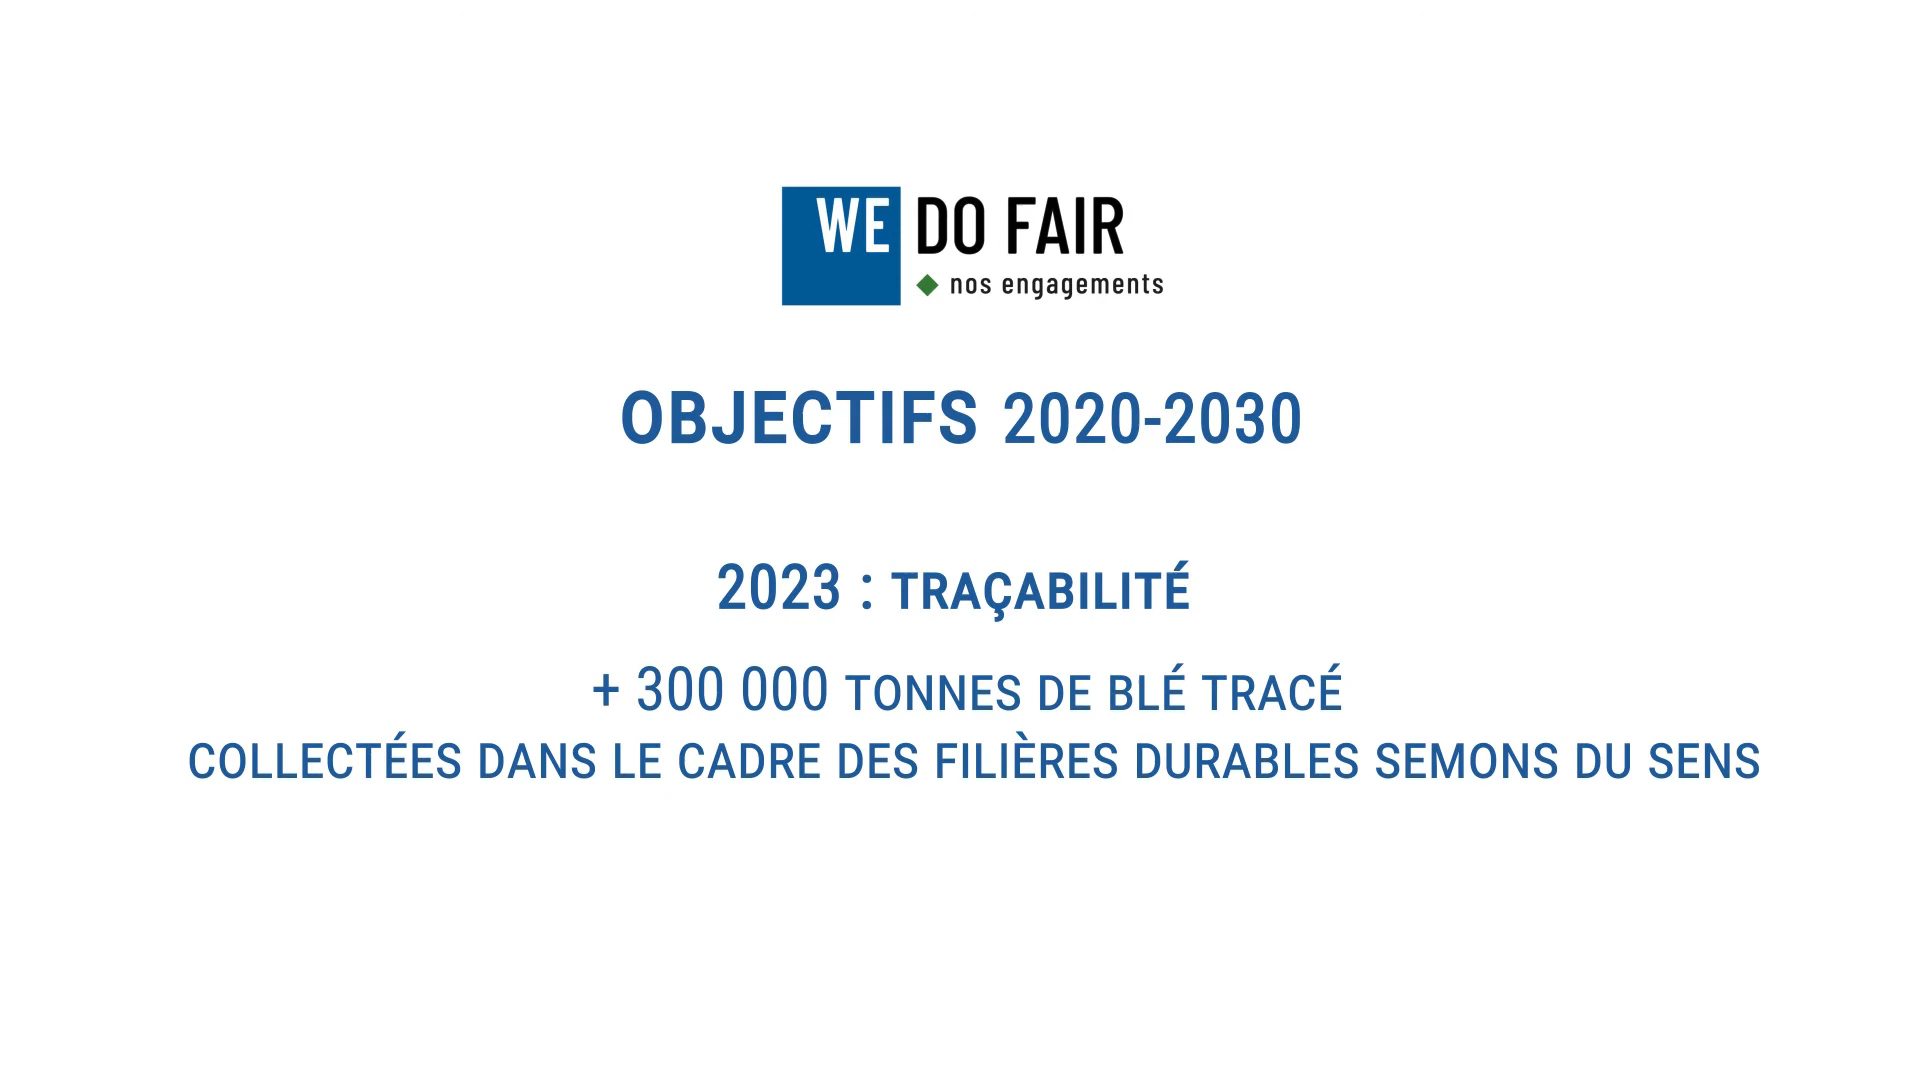 WE DO FAIR
nos engagements
OBJECTIFS 2020-2030
2023 : TRAÇABILITÉ
+ 300 000 TONNES DE BLÉ TRACÉ
COLLECTÉES DANS LE CADRE DES FILIÈRES DURABLES SEMONS DU SENS